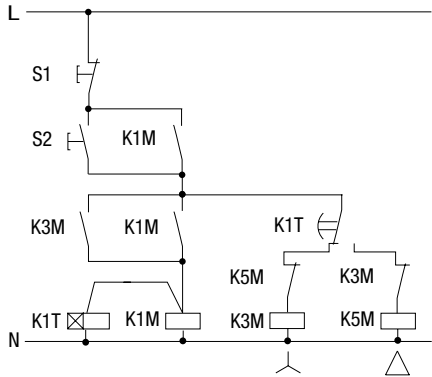 L
S1
S2 K1M
K3M K1M K1T
K5M K3M
K1T K1M K3M K5M
N